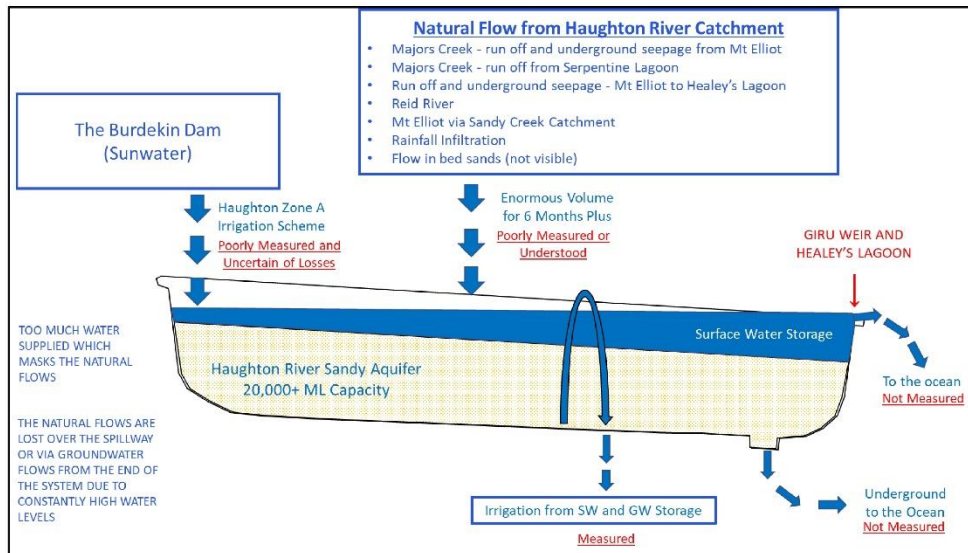 Natural Flow from Haughton River Catchment
• Majors Creek - run off and underground seepage from Mt Elliot
• Majors Creek - run off from Serpentine Lagoon
• Run off and underground seepage - Mt Elliot to Healey's Lagoon
• Reid River
• Mt Elliot via Sandy Creek Catchment
• Rainfall Infiltration
• Flow in bed sands (not visible)
The Burdekin Dam
(Sunwater)
Haughton Zone A
Irrigation Scheme
Poorly Measured and
Uncertain of Losses
Enormous Volume
for 6 Months Plus
Poorly Measured or
Understood
GIRU WEIR AND
HEALEY'S LAGOON
Surface Water Storage
TOO MUCH WATER
SUPPLIED WHICH
MASKS THE NATURAL
FLOWS
Haughton River Sandy Aquifer
20,000+ ML Capacity
To the ocean
Not Measured
THE NATURAL FLOWS ARE
LOST OVER THE SPILLWAY
OR VIA GROUNDWATER
FLOWS FROM THE END OF
THE SYSTEM DUE TO
CONSTANTLY HIGH WATER
LEVELS
Irrigation from SW and GW Storage
Measured
Underground
to the Ocean
Not Measured